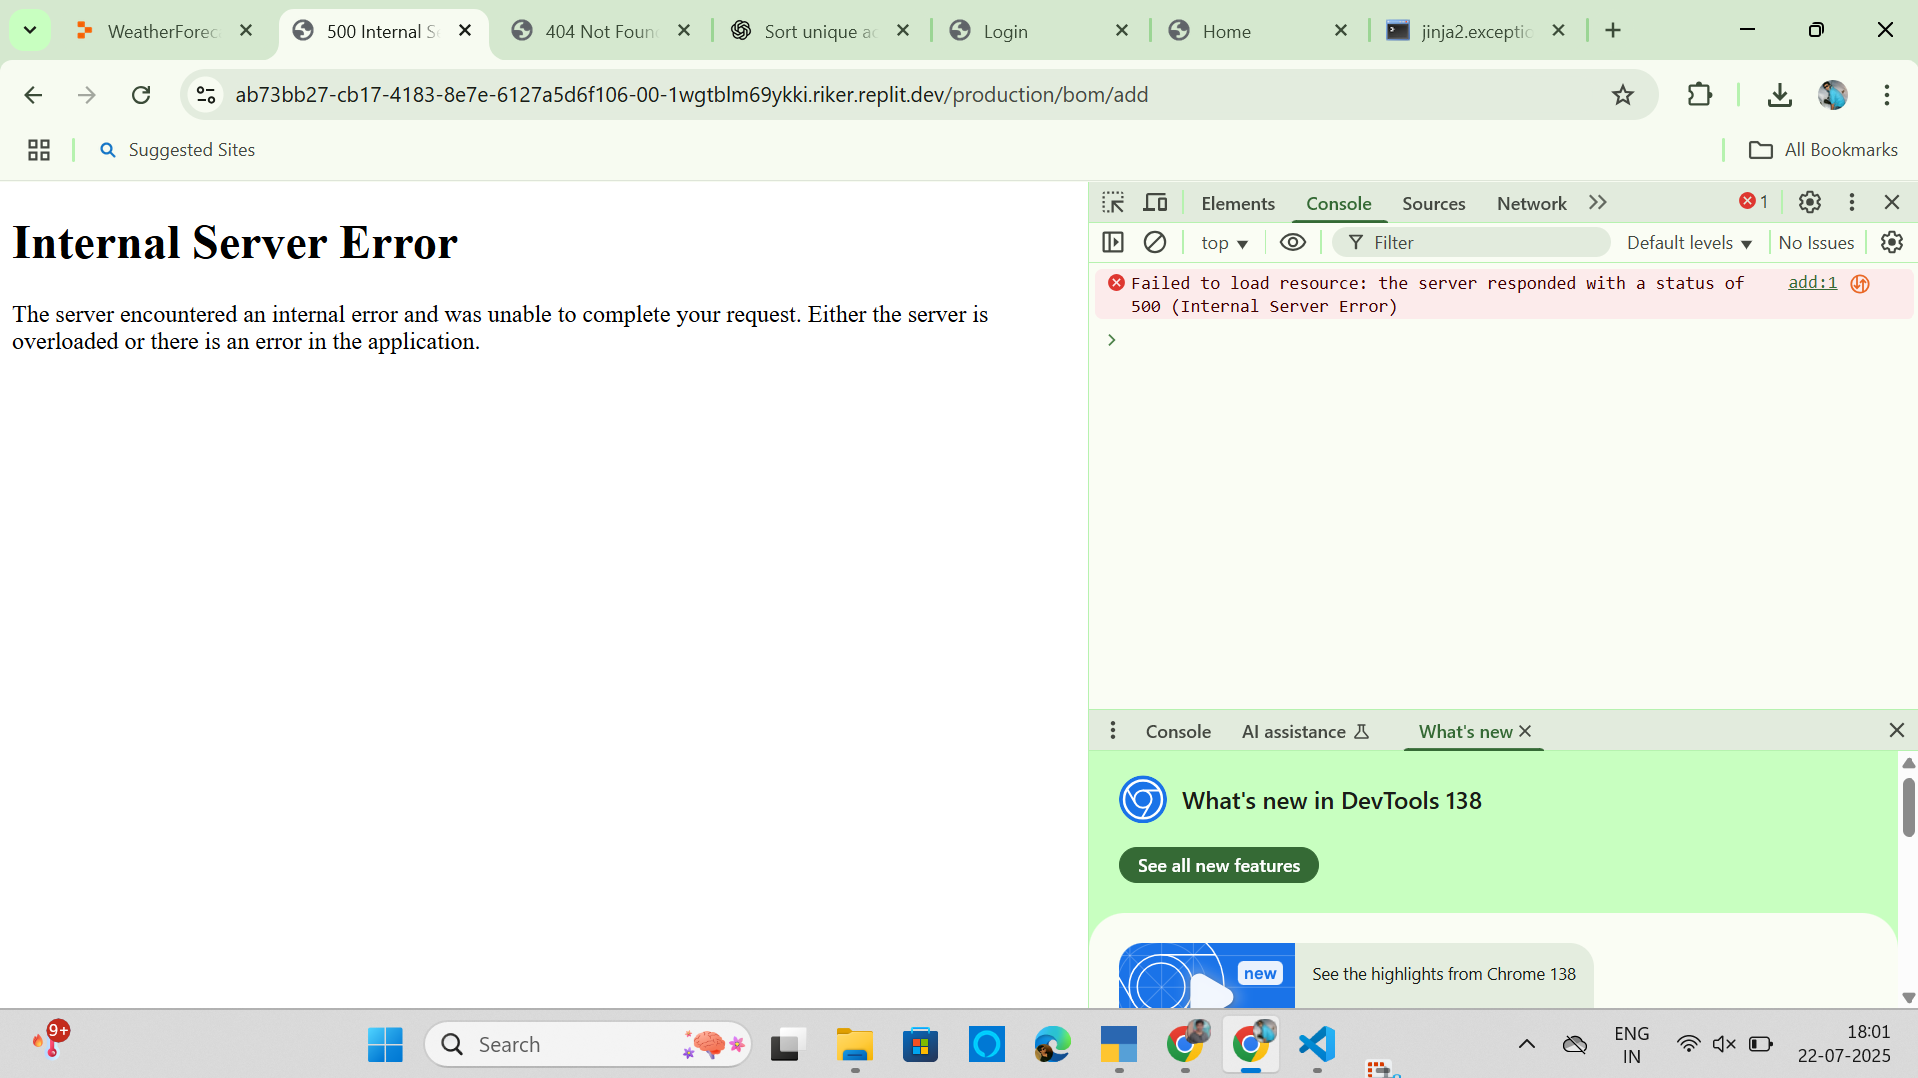 WeatherForec
500 Internal Se
404 Not Foun
Sort unique ac
Login
Home
jinja2.exceptio
ab73bb27-cb17-4183-8e7e-6127a5d6f106-00-1wgtblm69ykki.riker.replit.dev/production/bom/add
Suggested Sites
All Bookmarks
Internal Server Error
The server encountered an internal error and was unable to complete your request. Either the server is
overloaded or there is an error in the application.
Elements
Console
Sources
Network
1
top
Filter
Default levels
No Issues
Failed to load resource: the server responded with a status of
500 (Internal Server Error)
add:1
Console
AI assistance
What's new
What's new in DevTools 138
See all new features
new
See the highlights from Chrome 138
9+
Search
ENG
IN
18:01
22-07-2025